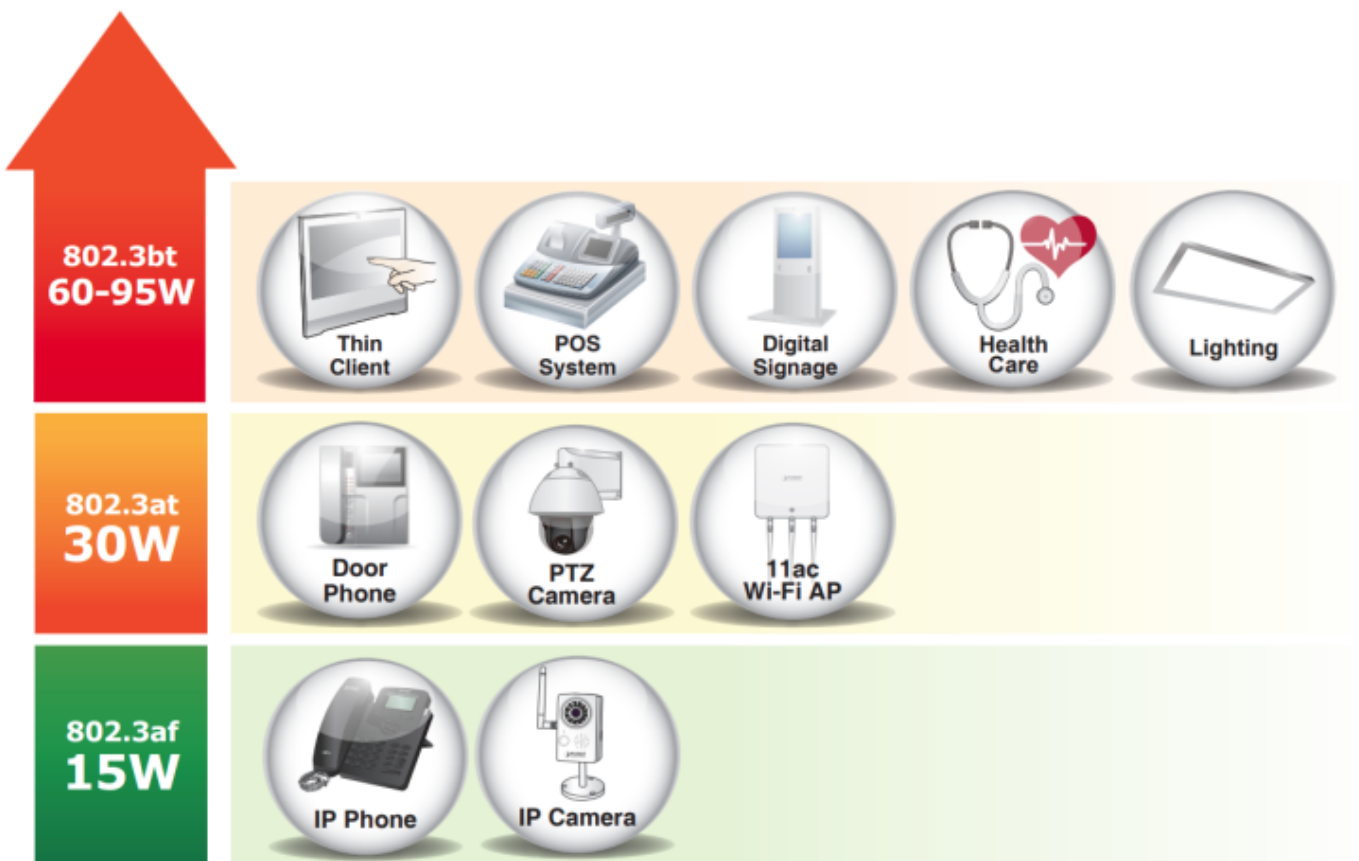 802.3bt
60-95W
Thin
Client
POS
System
Digital
Signage
Health
Care
Lighting
802.3at
30W
Door
Phone
PTZ
Camera
11ac
Wi-Fi AP
802.3af
15W
IP Phone
IP Camera